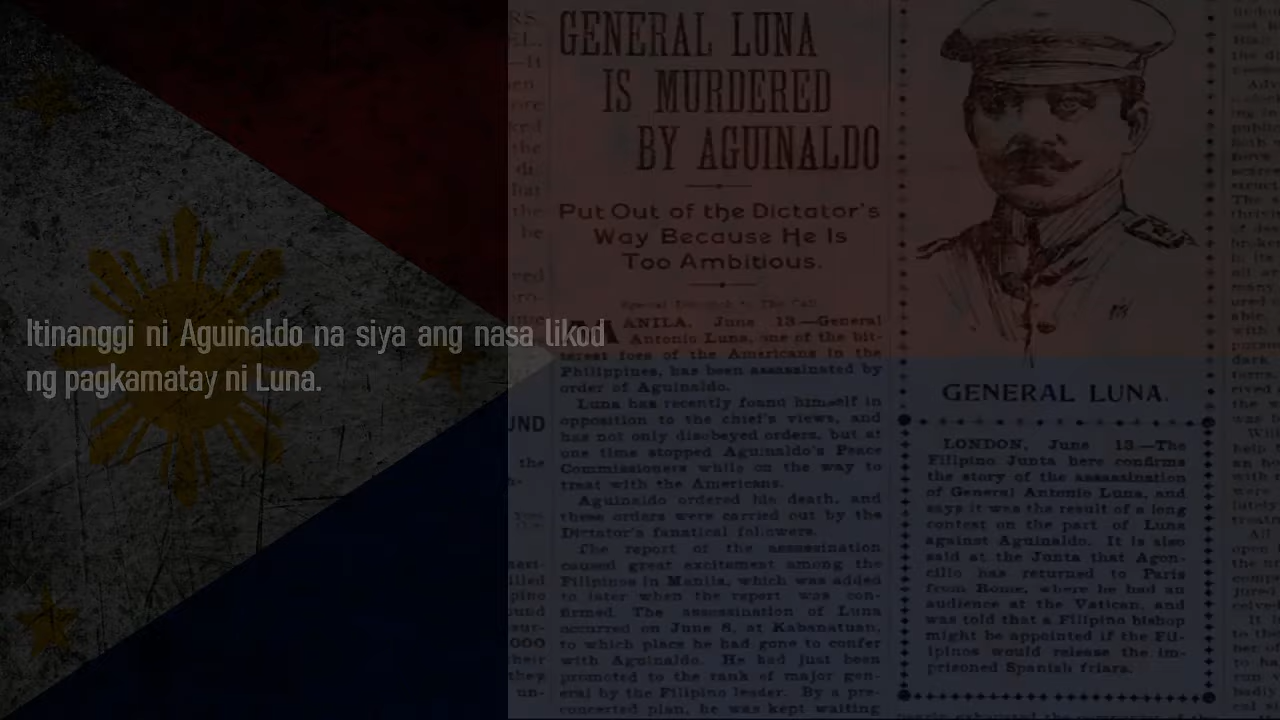 Itinanggi ni Aguinaldo na siya ang nasa likod
ng pagkamatay ni Luna.
GENERAL LUNA
IS MURDERED
BY AGUINALDO
Put Out of the Dictator's
Way Because He Is
Too Ambitious.
Special Dispatch to The Call.
ANILA, June 13.—General
Antonio Luna, one of the bit-
terest foes of the Americans in the
Philippines, has been assassinated by
order of Aguinaldo.
Luna has recently found himself in
opposition to the chief's views, and
has not only disobeyed orders, but at
one time stopped Aguinaldo's Peace
Commissioners while on the way to
treat with the Americans.
Aguinaldo ordered his death, and
these orders were carried out by the
Dictator's fanatical followers.
The report of the assassination
caused great excitement among the
Filipinos in Manila, which was added
to later when the report was con-
firmed. The assassination of Luna
occurred on June 8, at Kabanatuan,
to which place he had gone to confer
with Aguinaldo. He had just been
promoted to the rank of major gen-
eral by the Filipino leader. By a pre-
concerted plan, he was kept waiting
GENERAL LUNA.
LONDON, June 13.—The
Filipino Junta here confirms
the story of the assassination
of General Antonio Luna, and
says it was the result of a long
contest on the part of Luna
against Aguinaldo. It is also
said at the Junta that Agon-
cillo has returned to Paris
from Rome, where he had an
audience at the Vatican, and
was told that a Filipino bishop
might be appointed if the Fil-
ipinos would release the im-
prisoned Spanish friars.